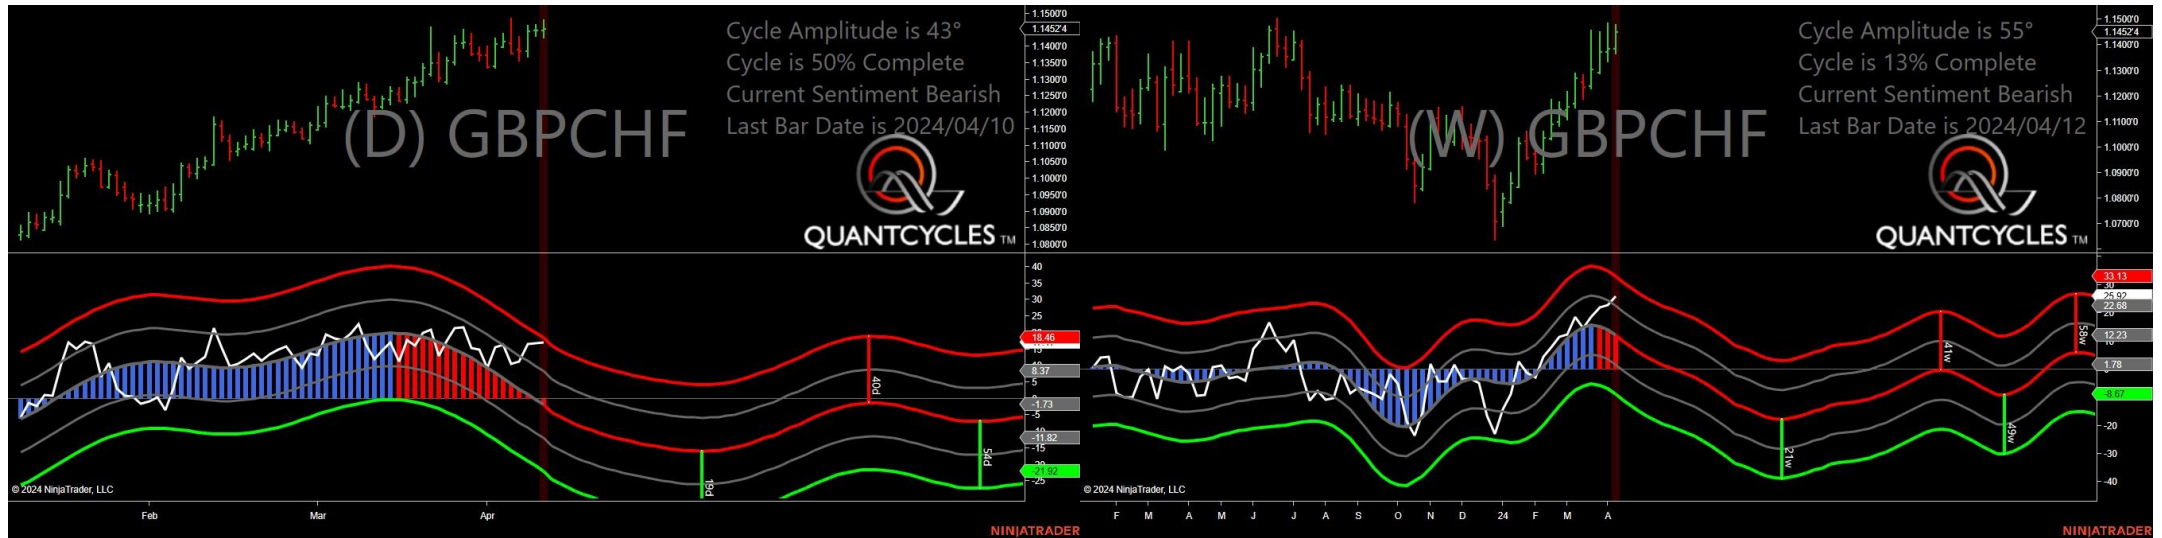 Cycle Amplitude is 43°
Cycle is 50% Complete
Current Sentiment Bearish
Last Bar Date is 2024/04/10
(D) GBPCHF
QUANTCYCLES TM
1.1500'0
1.1452'4
1.1400'0
1.1350'0
1.1300'0
1.1250'0
1.1200'0
1.1150'0
1.1100'0
1.1050'0
1.1000'0
1.0950'0
1.0900'0
1.0850'0
1.0800'0
40
35
30
25
18.46
15
8.37
5
-1.73
-5
-11.82
-15
-21.92
-25
19d
40d
54d
© 2024 NinjaTrader, LLC
Feb
Mar
Apr
NINJATRADER
Cycle Amplitude is 55°
Cycle is 13% Complete
Current Sentiment Bearish
Last Bar Date is 2024/04/12
(W) GBPCHF
QUANTCYCLES TM
1.1500'0
1.1452'4
1.1400'0
1.1300'0
1.1200'0
1.1100'0
1.1000'0
1.0900'0
1.0800'0
1.0700'0
33.13
30
25.92
22.68
20
12.23
10
1.78
-8.67
-20
-30
-40
21w
41w
49w
58w
© 2024 NinjaTrader, LLC
F
M
A
M
J
J
A
S
O
N
D
24
F
M
A
NINJATRADER